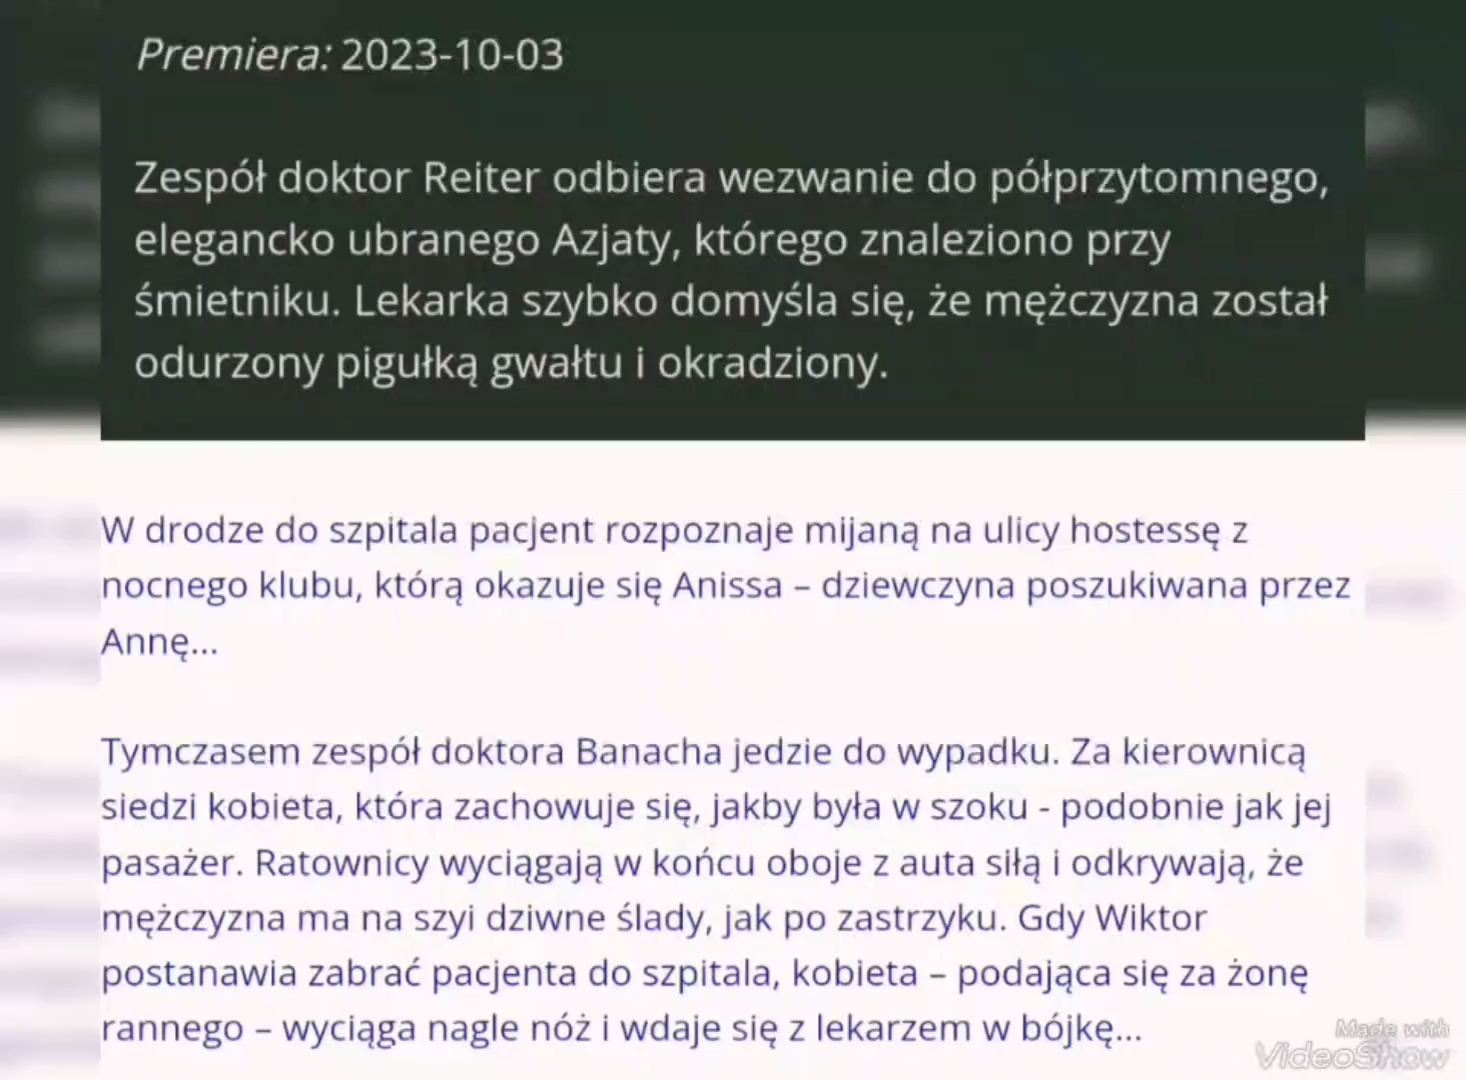 Premiera: 2023-10-03
Zespół doktor Reiter odbiera wezwanie do półprzytomnego,
elegancko ubranego Azjaty, którego znaleziono przy
śmietniku. Lekarka szybko domyśla się, że mężczyzna został
odurzony pigułką gwałtu i okradziony.
W drodze do szpitala pacjent rozpoznaje mijaną na ulicy hostessę z
nocnego klubu, którą okazuje się Anissa – dziewczyna poszukiwana przez
Annę...
Tymczasem zespół doktora Banacha jedzie do wypadku. Za kierownicą
siedzi kobieta, która zachowuje się, jakby była w szoku - podobnie jak jej
pasażer. Ratownicy wyciągają w końcu oboje z auta siłą i odkrywają, że
mężczyzna ma na szyi dziwne ślady, jak po zastrzyku. Gdy Wiktor
postanawia zabrać pacjenta do szpitala, kobieta – podająca się za żonę
rannego – wyciąga nagle nóż i wdaje się z lekarzem w bójkę...
Made with
VideoShow